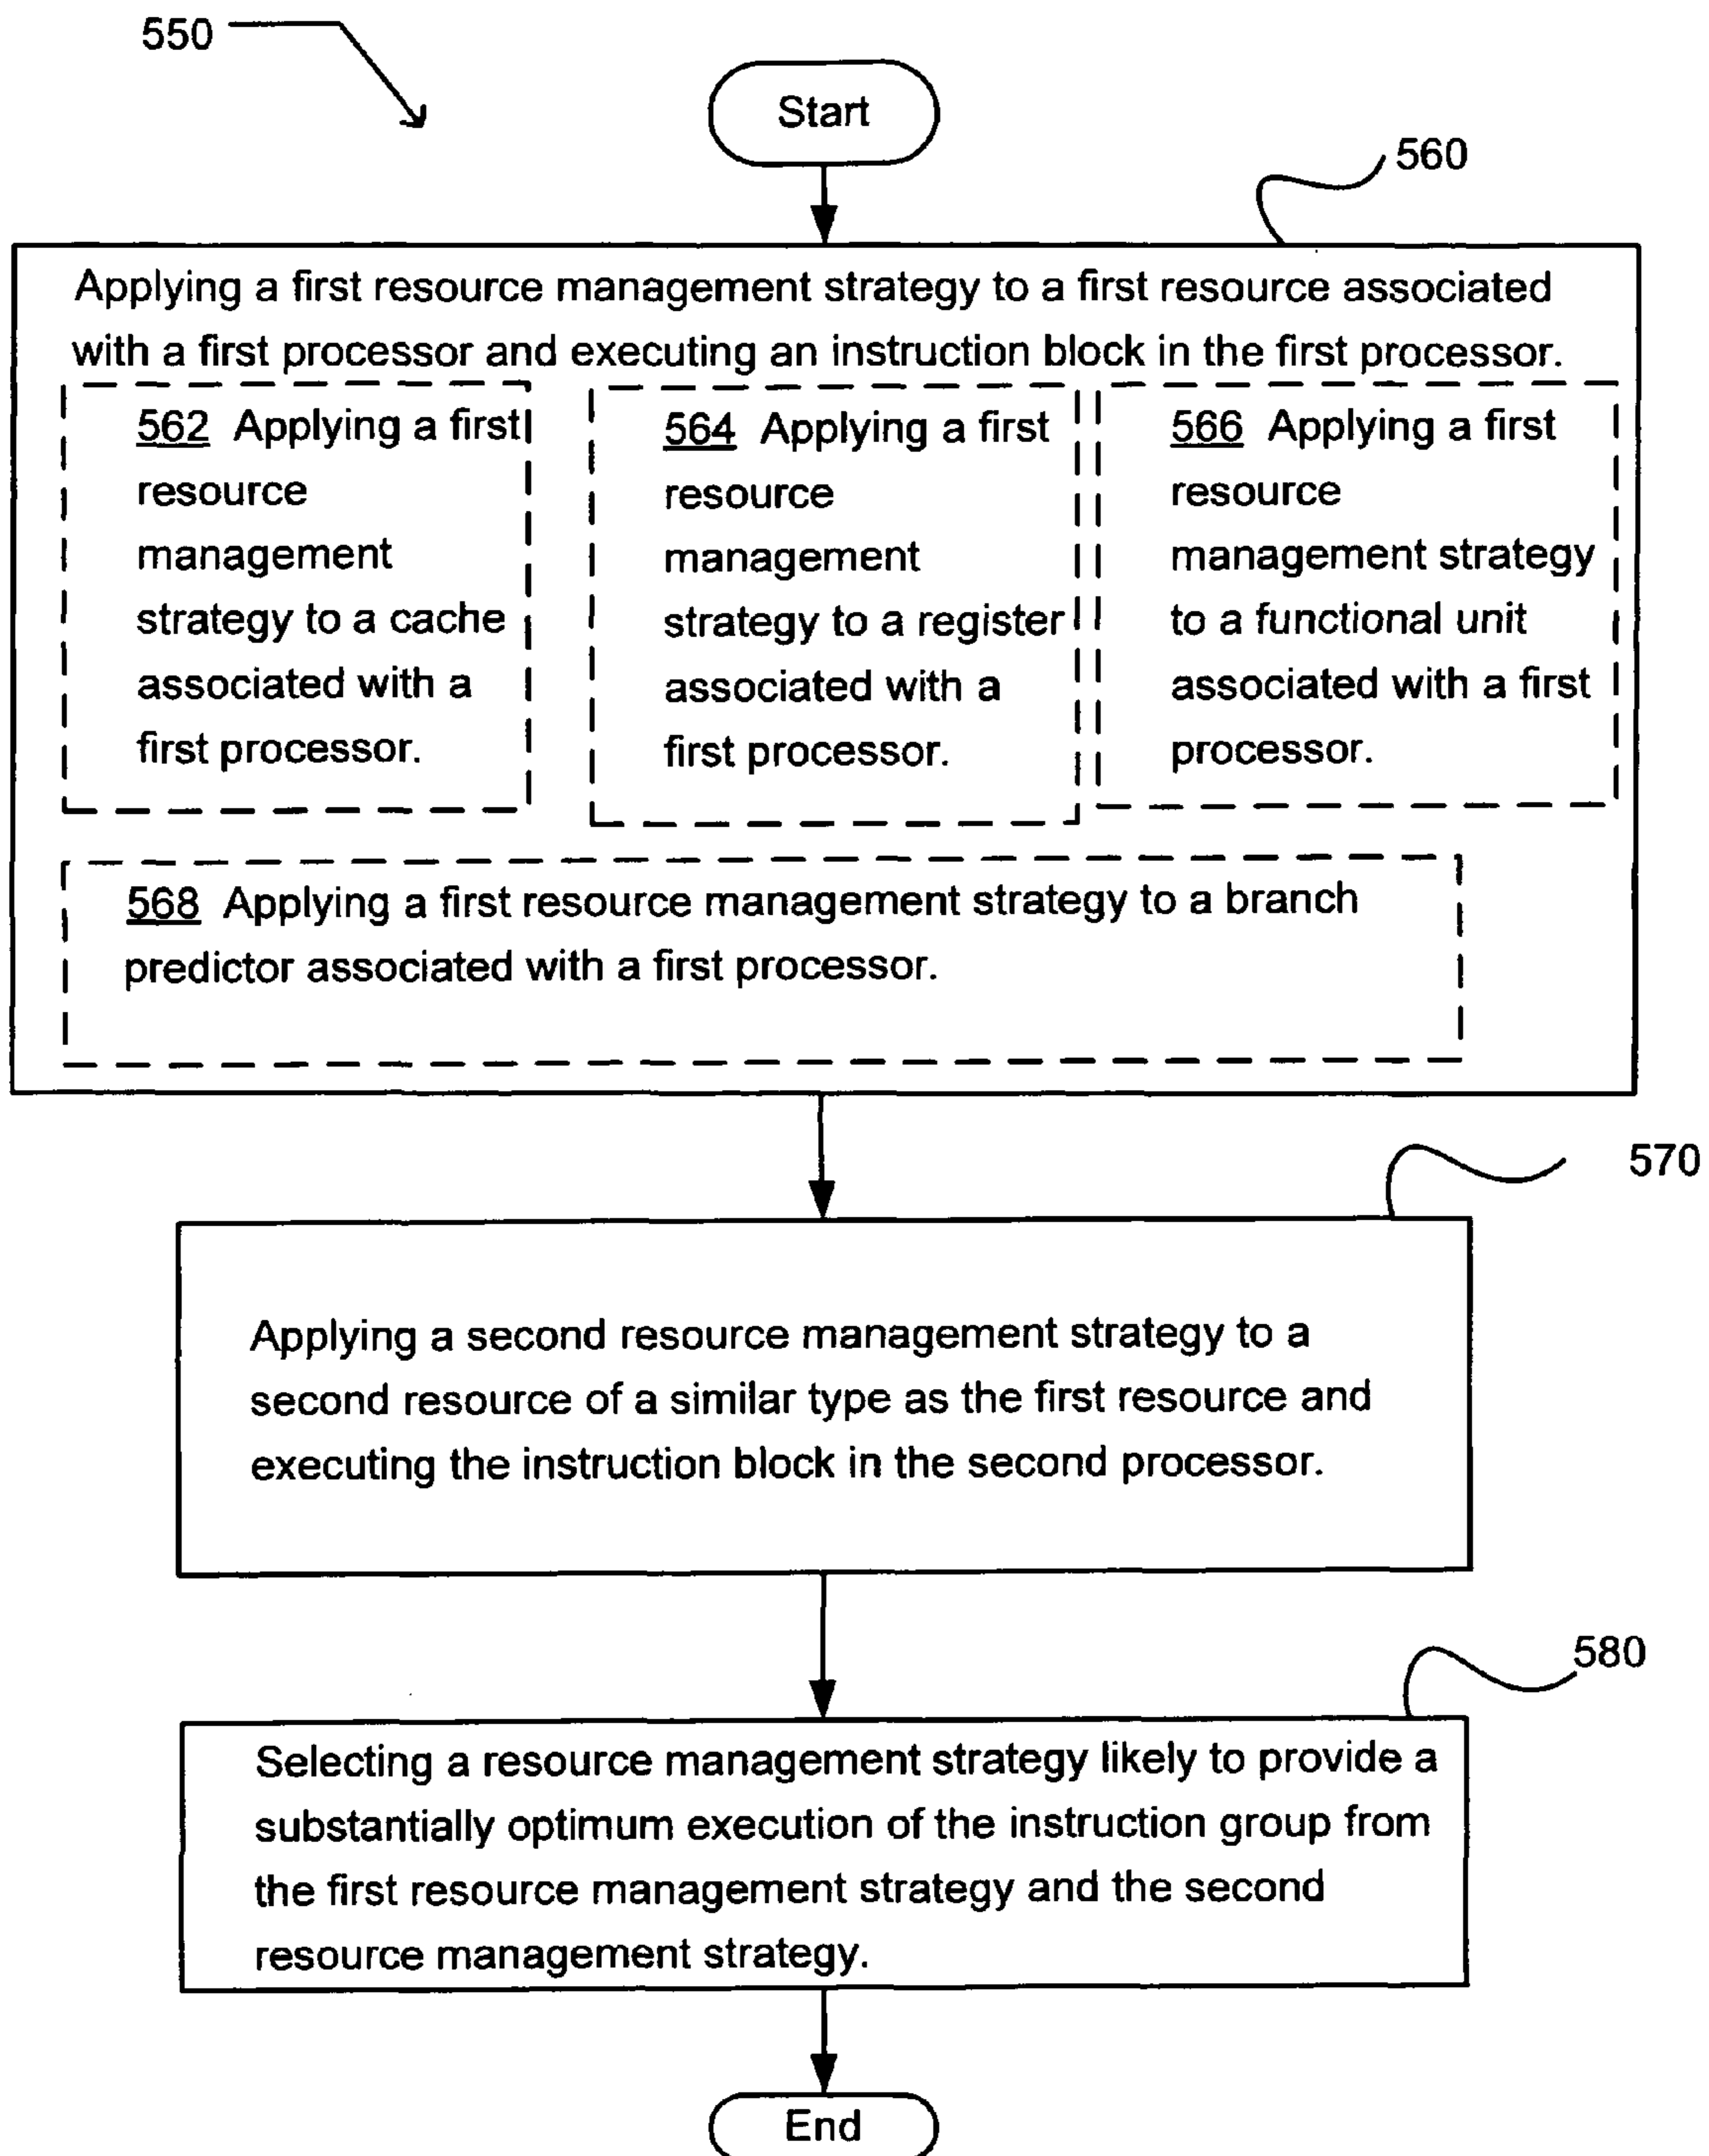 550
Start
560
Applying a first resource management strategy to a first resource associated
with a first processor and executing an instruction block in the first processor.
562 Applying a first
resource
management
strategy to a cache
associated with a
first processor.
564 Applying a first
resource
management
strategy to a register
associated with a
first processor.
566 Applying a first
resource
management strategy
to a functional unit
associated with a first
processor.
568 Applying a first resource management strategy to a branch
predictor associated with a first processor.
570
Applying a second resource management strategy to a
second resource of a similar type as the first resource and
executing the instruction block in the second processor.
580
Selecting a resource management strategy likely to provide a
substantially optimum execution of the instruction group from
the first resource management strategy and the second
resource management strategy.
End